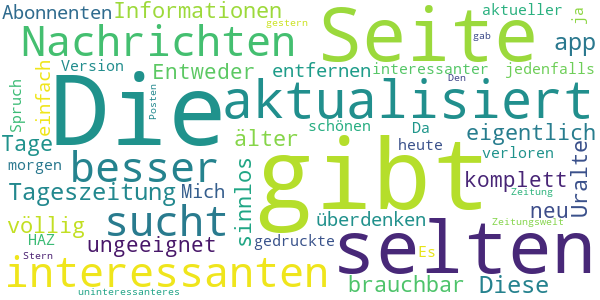 Abonnenten Informationen gestern aktueller ja
Nachrichten Seite gab app
Version Entweder entfernen interessanter Den jedenfalls
Spruch einfach Die Posten aktualisiert
schönen Da eigentlich
Tage älter heute verloren
morgen besser sinnlos gibt komplett Uralte
Tageszeitung Mich Zeitung
völlig sucht überdenken neu Zeitungswelt
HAZ ungeeignet gedruckte selten Es
Stern interessanten brauchbar Diese
uninteressanteres